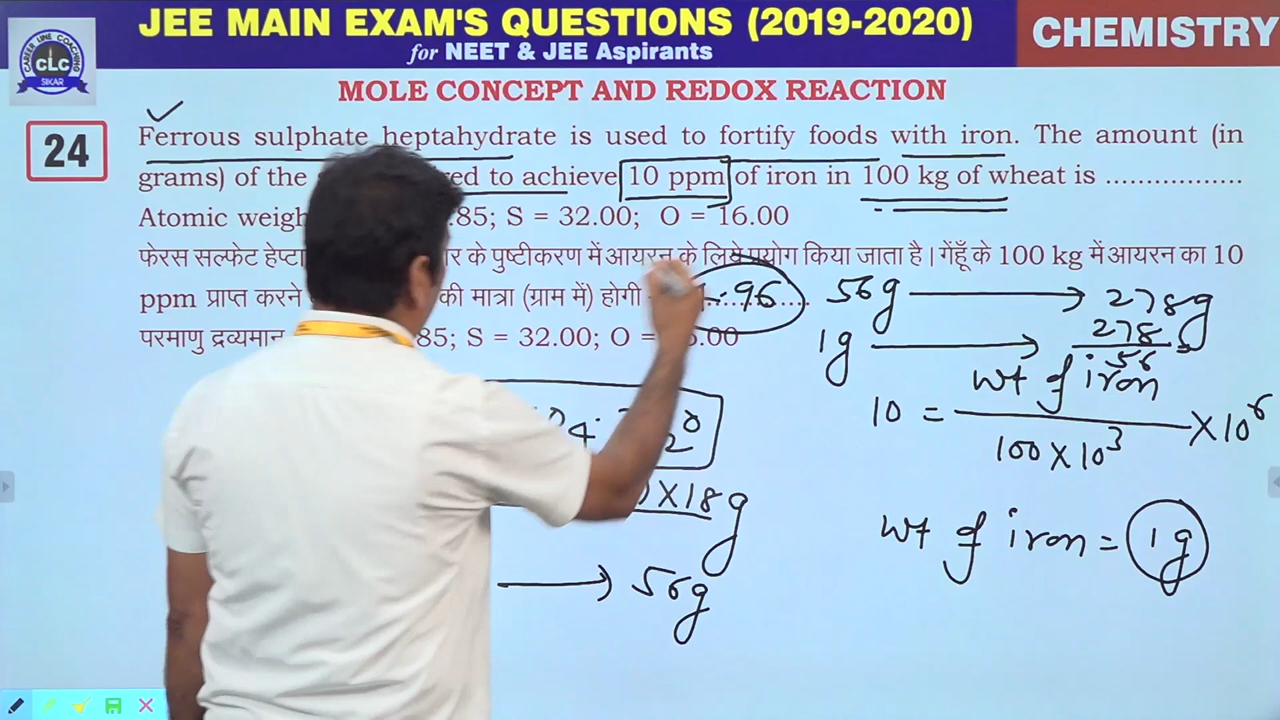 JEE MAIN EXAM'S QUESTIONS (2019-2020)
for NEET & JEE Aspirants
CHEMISTRY
CAREER LINE COACHING
CLC
SIKAR
MOLE CONCEPT AND REDOX REACTION
24
Ferrous sulphate heptahydrate is used to fortify foods with iron. The amount (in
grams) of the to achieve 10 ppm of iron in 100 kg of wheat is ..................
Atomic .85; S = 32.00; O = 16.00
फेरस सल्फेट के पुष्टीकरण में आयरन के लिये प्रयोग किया जाता है। गेंहूँ के 100 kg में आयरन का 10
ppm प्राप्त करने की मात्रा (ग्राम में) होगी
परमाणु द्रव्यमान 85; S = 32.00; O = .00
.96
56g → 278g
1g → 278
56
10 = wt of iron
100×10³
×10⁶
×18g
wt of iron = 1g
→ 56g